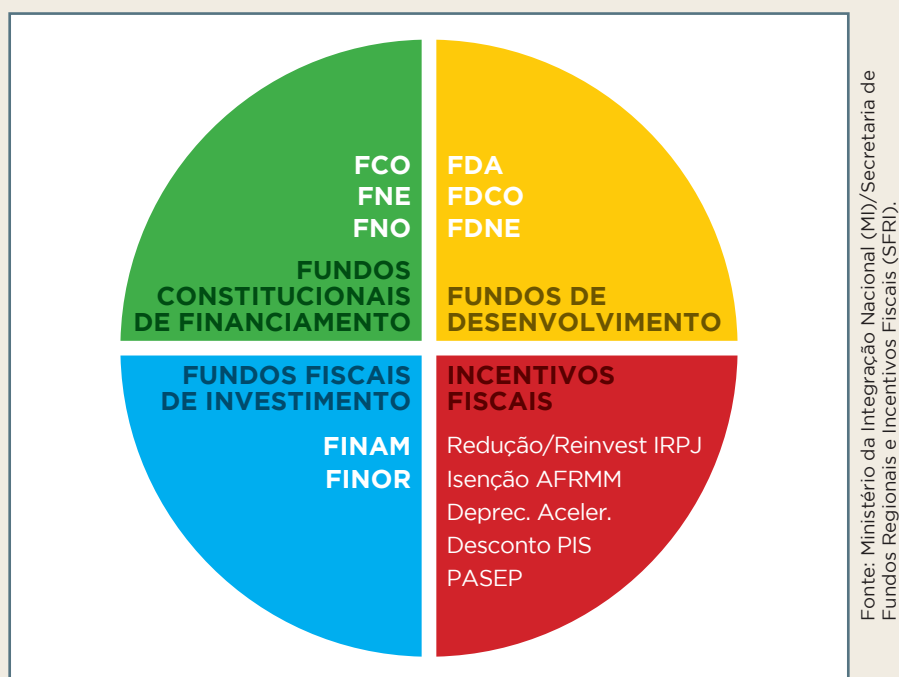 FCO
FNE
FNO
FUNDOS
CONSTITUCIONAIS
DE FINANCIAMENTO
FDA
FDCO
FDNE
FUNDOS DE
DESENVOLVIMENTO
FUNDOS FISCAIS
DE INVESTIMENTO
FINAM
FINOR
INCENTIVOS
FISCAIS
Redução/Reinvest IRPJ
Isenção AFRMM
Deprec. Aceler.
Desconto PIS
PASEP
Fonte: Ministério da Integração Nacional (MI)/Secretaria de
Fundos Regionais e Incentivos Fiscais (SFRI).